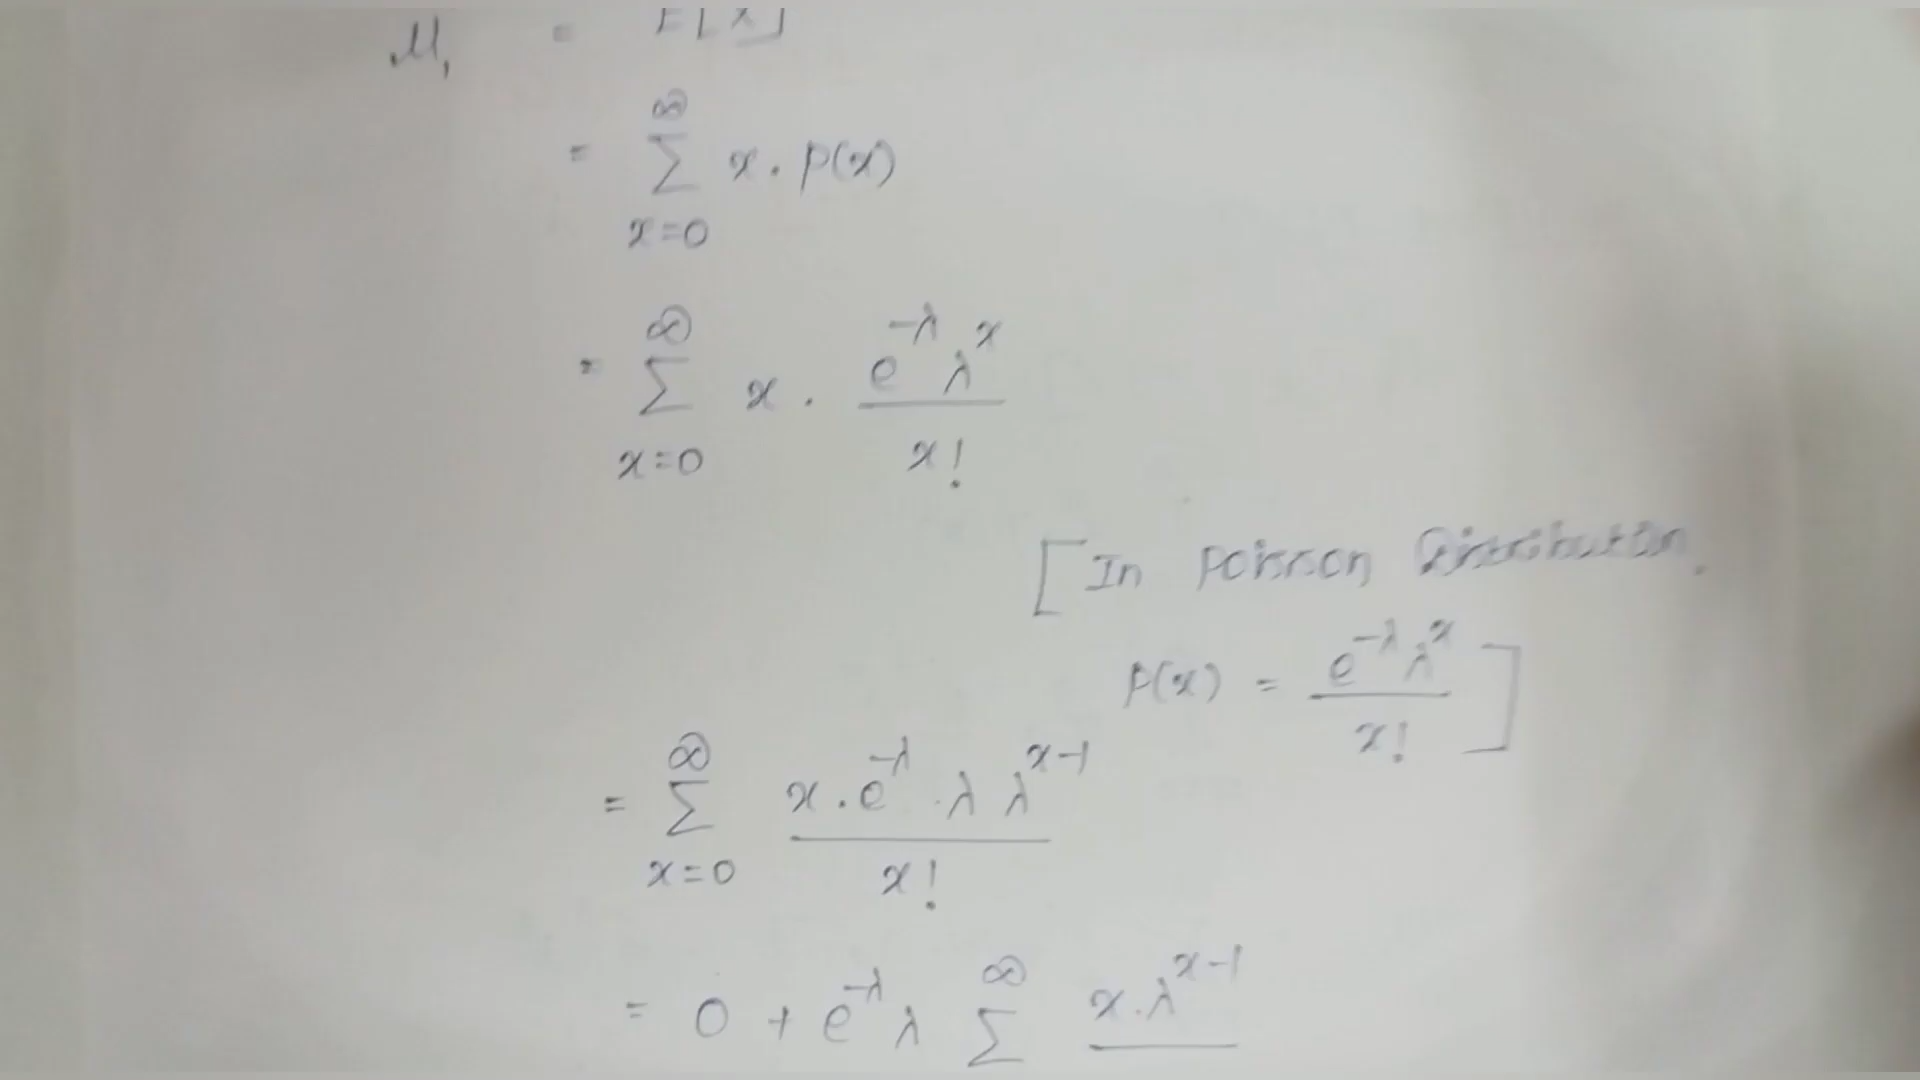 μ₁ = E[X]
= ∞ Σ x=0 x . p(x)
= ∞ Σ x=0 x . e^-λ λ^x / x!
[In Poisson Distribution.
p(x) = e^-λ λ^x / x! ]
= ∞ Σ x=0 x . e^-λ . λ λ^x-1 / x!
= 0 + e^-λ λ ∞ Σ x . λ^x-1